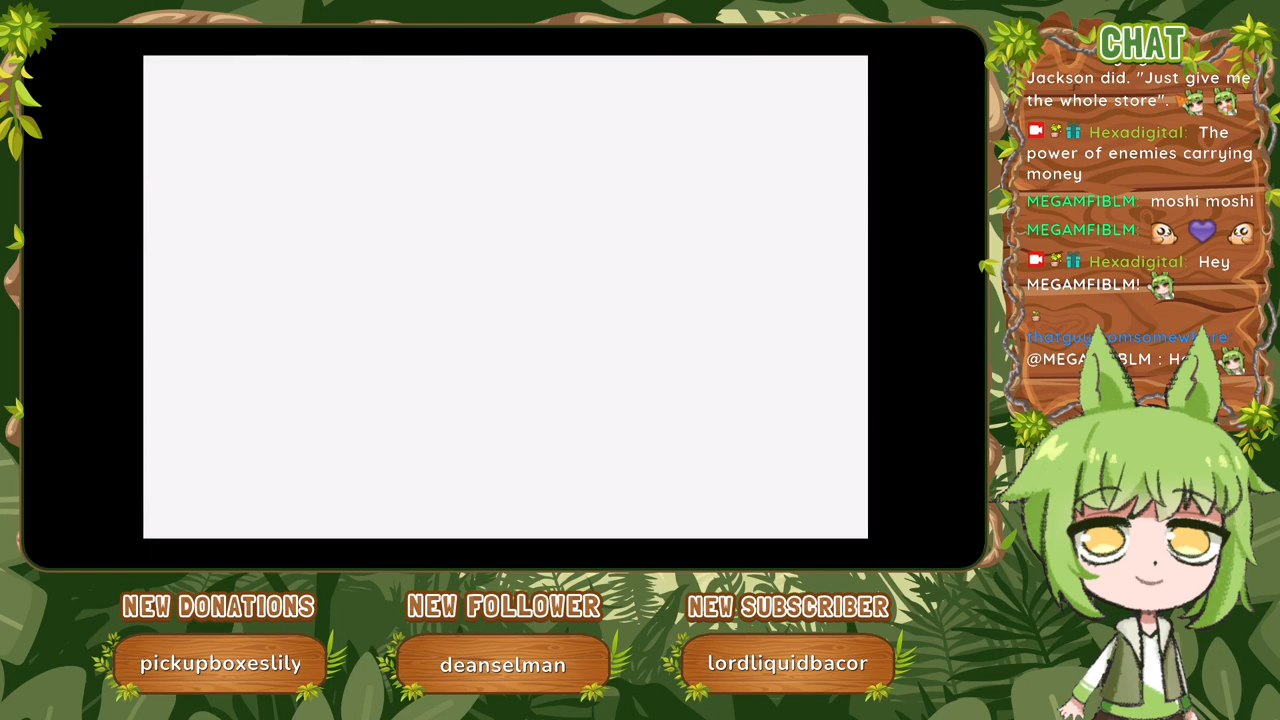 CHAT
Jackson did. "Just give me
the whole store".
Hexadigital: The
power of enemies carrying
money
MEGAMFIBLM: moshi moshi
MEGAMFIBLM:
Hexadigital: Hey
MEGAMFIBLM!
NEW DONATIONS
pickupboxeslily
NEW FOLLOWER
deanselman
NEW SUBSCRIBER
lordliquidbacor